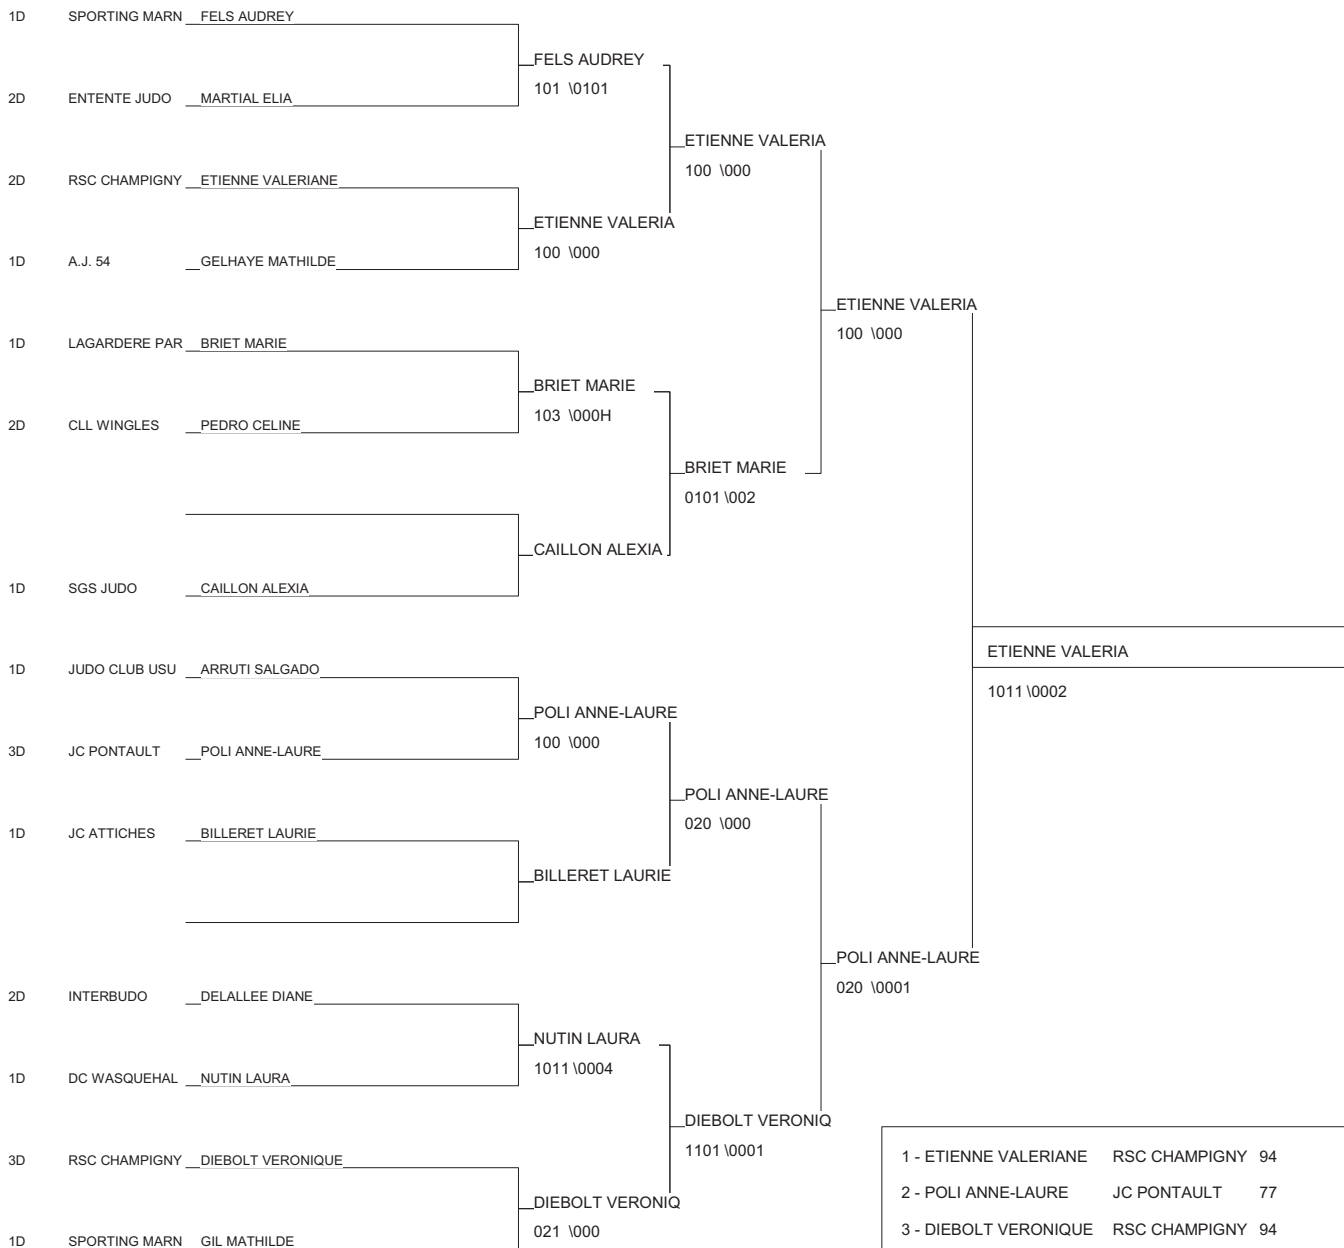 1D SPORTING MARN FELS AUDREY
FELS AUDREY
101 \0101
2D ENTENTE JUDO MARTIAL ELIA
ETIENNE VALERIA
100 \000
2D RSC CHAMPIGNY ETIENNE VALERIANE
ETIENNE VALERIA
100 \000
1D A.J. 54 GELHAYE MATHILDE
ETIENNE VALERIA
100 \000
1D LAGARDERE PAR BRIET MARIE
BRIET MARIE
103 \000H
2D CLL WINGLES PEDRO CELINE
BRIET MARIE
0101 \002
CAILLON ALEXIA
1D SGS JUDO CAILLON ALEXIA
ETIENNE VALERIA
1011 \0002
1D JUDO CLUB USU ARRUTI SALGADO
POLI ANNE-LAURE
100 \000
3D JC PONTAULT POLI ANNE-LAURE
POLI ANNE-LAURE
020 \000
1D JC ATTICHES BILLERET LAURIE
BILLERET LAURIE
POLI ANNE-LAURE
020 \0001
2D INTERBUDO DELALLEE DIANE
NUTIN LAURA
1011 \0004
1D DC WASQUEHAL NUTIN LAURA
DIEBOLT VERONIQ
1101 \0001
3D RSC CHAMPIGNY DIEBOLT VERONIQUE
DIEBOLT VERONIQ
021 \000
1D SPORTING MARN GIL MATHILDE
1 - ETIENNE VALERIANE RSC CHAMPIGNY 94
2 - POLI ANNE-LAURE JC PONTAULT 77
3 - DIEBOLT VERONIQUE RSC CHAMPIGNY 94